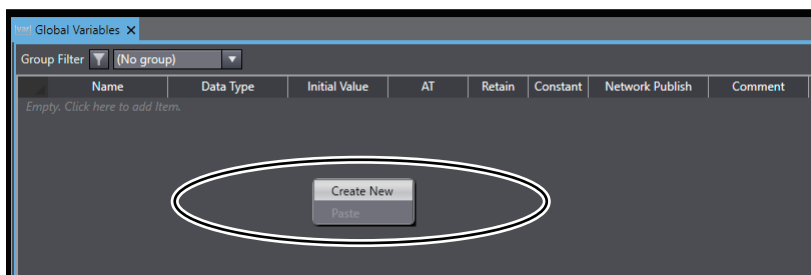 var Global Variables ×
Group Filter (No group)
Name Data Type Initial Value AT Retain Constant Network Publish Comment
Empty. Click here to add Item.
Create New
Paste